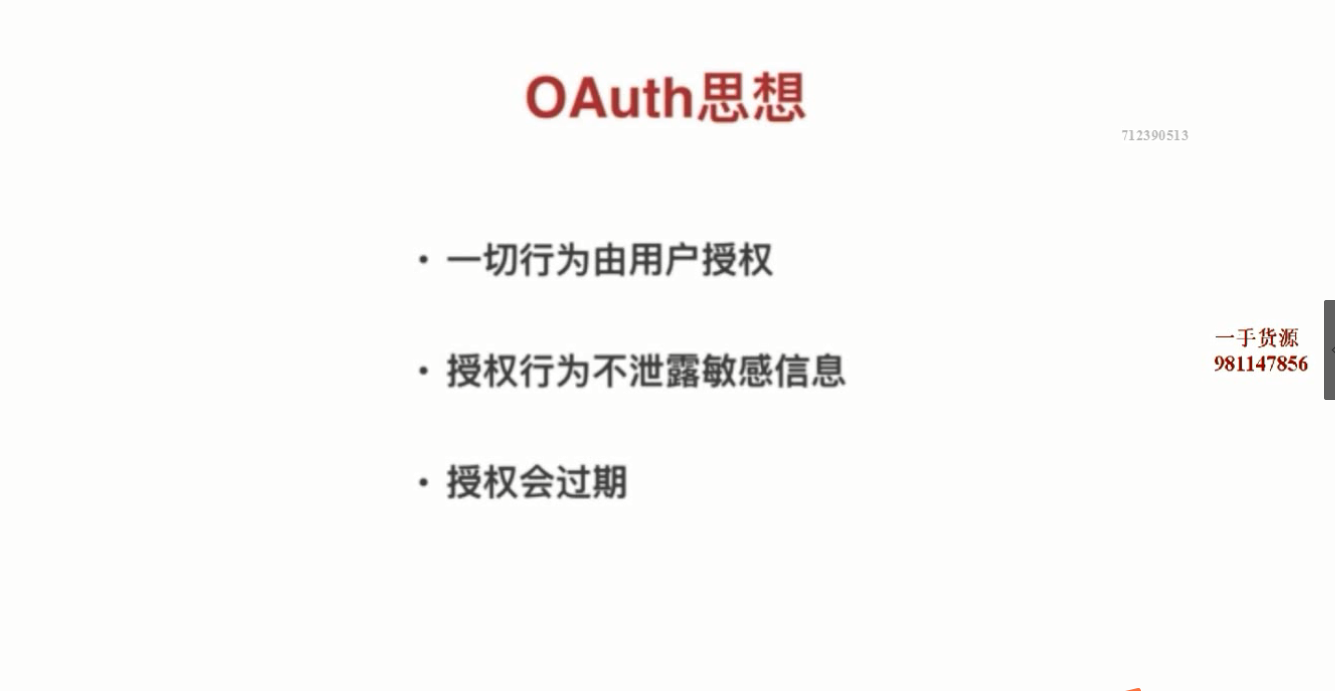 OAuth思想
712390513
• 一切行为由用户授权
一手货源
981147856
• 授权行为不泄露敏感信息
• 授权会过期